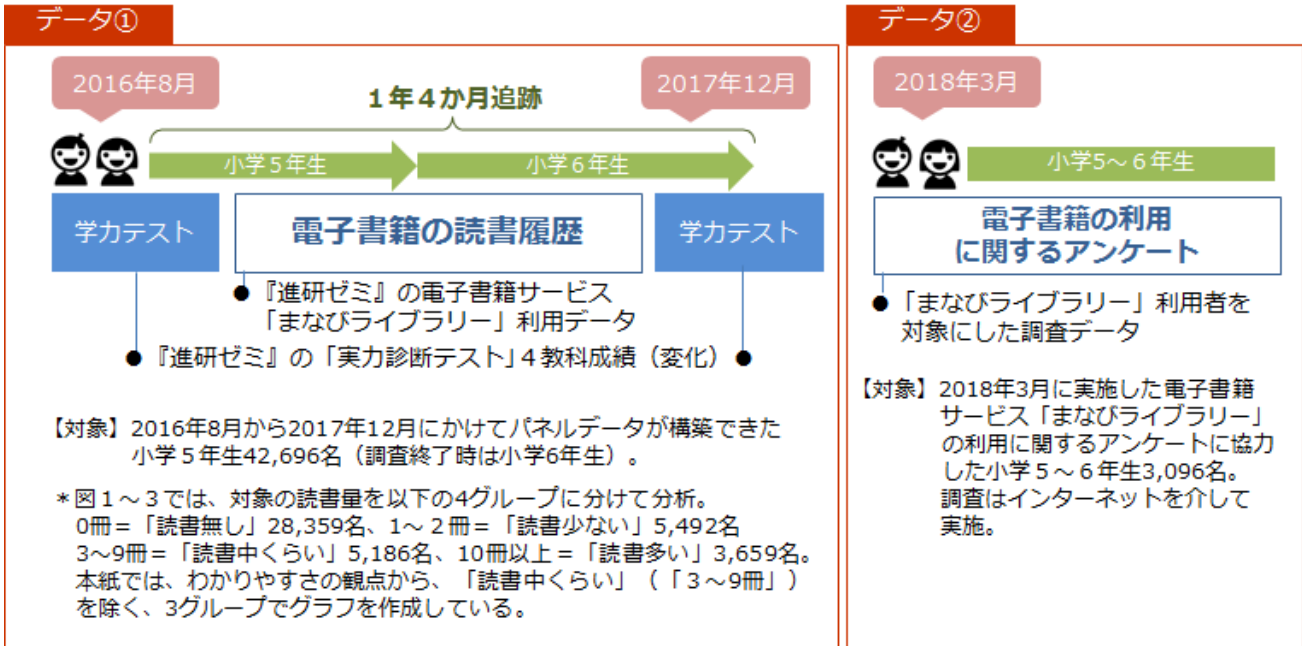 データ①
2016年8月
2017年12月
1年4か月追跡
小学5年生
小学6年生
学力テスト
電子書籍の読書履歴
学力テスト
●『進研ゼミ』の電子書籍サービス
「まなびライブラリー」利用データ
●『進研ゼミ』の「実力診断テスト」4教科成績（変化）●
【対象】2016年8月から2017年12月にかけてパネルデータが構築できた
小学5年生42,696名（調査終了時は小学6年生）。
＊図1～3では、対象の読書量を以下の4グループに分けて分析。
0冊＝「読書無し」28,359名、1～2冊＝「読書少ない」5,492名
3～9冊＝「読書中くらい」5,186名、10冊以上＝「読書多い」3,659名。
本紙では、わかりやすさの観点から、「読書中くらい」（「3～9冊」）
を除く、3グループでグラフを作成している。
データ②
2018年3月
小学5～6年生
電子書籍の利用
に関するアンケート
●「まなびライブラリー」利用者を
対象にした調査データ
【対象】2018年3月に実施した電子書籍
サービス「まなびライブラリー」
の利用に関するアンケートに協力
した小学5～6年生3,096名。
調査はインターネットを介して
実施。